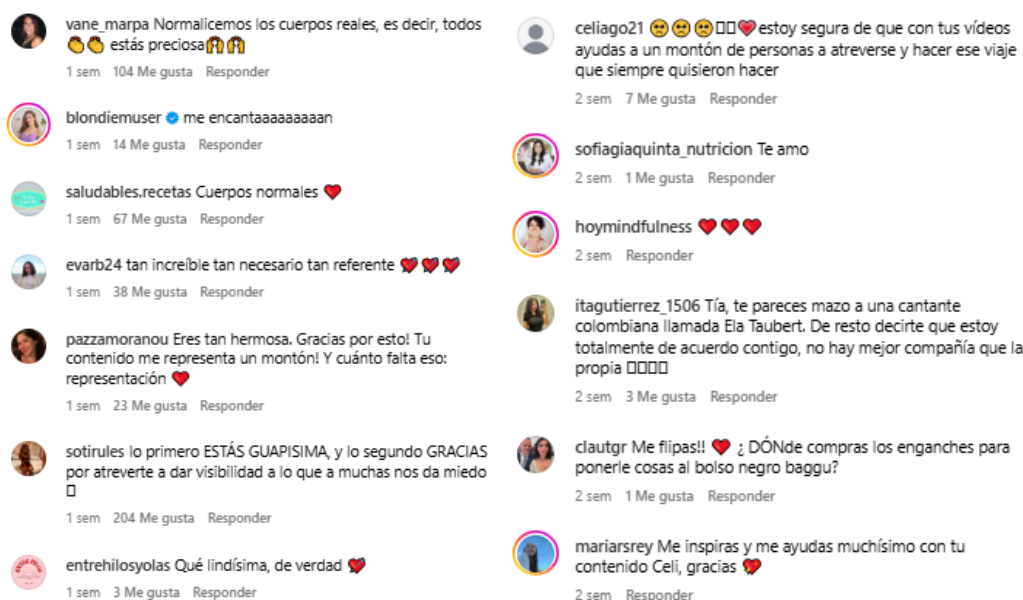 vane_marpa Normalicemos los cuerpos reales, es decir, todos
👏👏 estás preciosa🙌🙌
1 sem 104 Me gusta Responder
blondiemuser me encantaaaaaaaaan
1 sem 14 Me gusta Responder
saludables.recetas Cuerpos normales ❤️
1 sem 67 Me gusta Responder
evarb24 tan increíble tan necesario tan referente 💘💘💘
1 sem 38 Me gusta Responder
pazzamoranou Eres tan hermosa. Gracias por esto! Tu
contenido me representa un montón! Y cuánto falta eso:
representación ❤️
1 sem 23 Me gusta Responder
sotirules lo primero ESTÁS GUAPISIMA, y lo segundo GRACIAS
por atreverte a dar visibilidad a lo que a muchas nos da miedo
▯
1 sem 204 Me gusta Responder
entrehilosyolas Qué lindísima, de verdad 💘
1 sem 3 Me gusta Responder
celiago21 🥺🥺🥺▯▯❤️estoy segura de que con tus vídeos
ayudas a un montón de personas a atreverse y hacer ese viaje
que siempre quisieron hacer
2 sem 7 Me gusta Responder
sofiagiaquinta_nutricion Te amo
2 sem 1 Me gusta Responder
hoymindfulness ❤️❤️❤️
2 sem Responder
itagutierrez_1506 Tía, te pareces mazo a una cantante
colombiana llamada Ela Taubert. De resto decirte que estoy
totalmente de acuerdo contigo, no hay mejor compañía que la
propia ▯▯▯▯
2 sem 3 Me gusta Responder
clautgr Me flipas!! ❤️ ¿ DÓNde compras los enganches para
ponerle cosas al bolso negro baggu?
2 sem 1 Me gusta Responder
mariarsrey Me inspiras y me ayudas muchísimo con tu
contenido Celi, gracias 💖
2 sem Responder